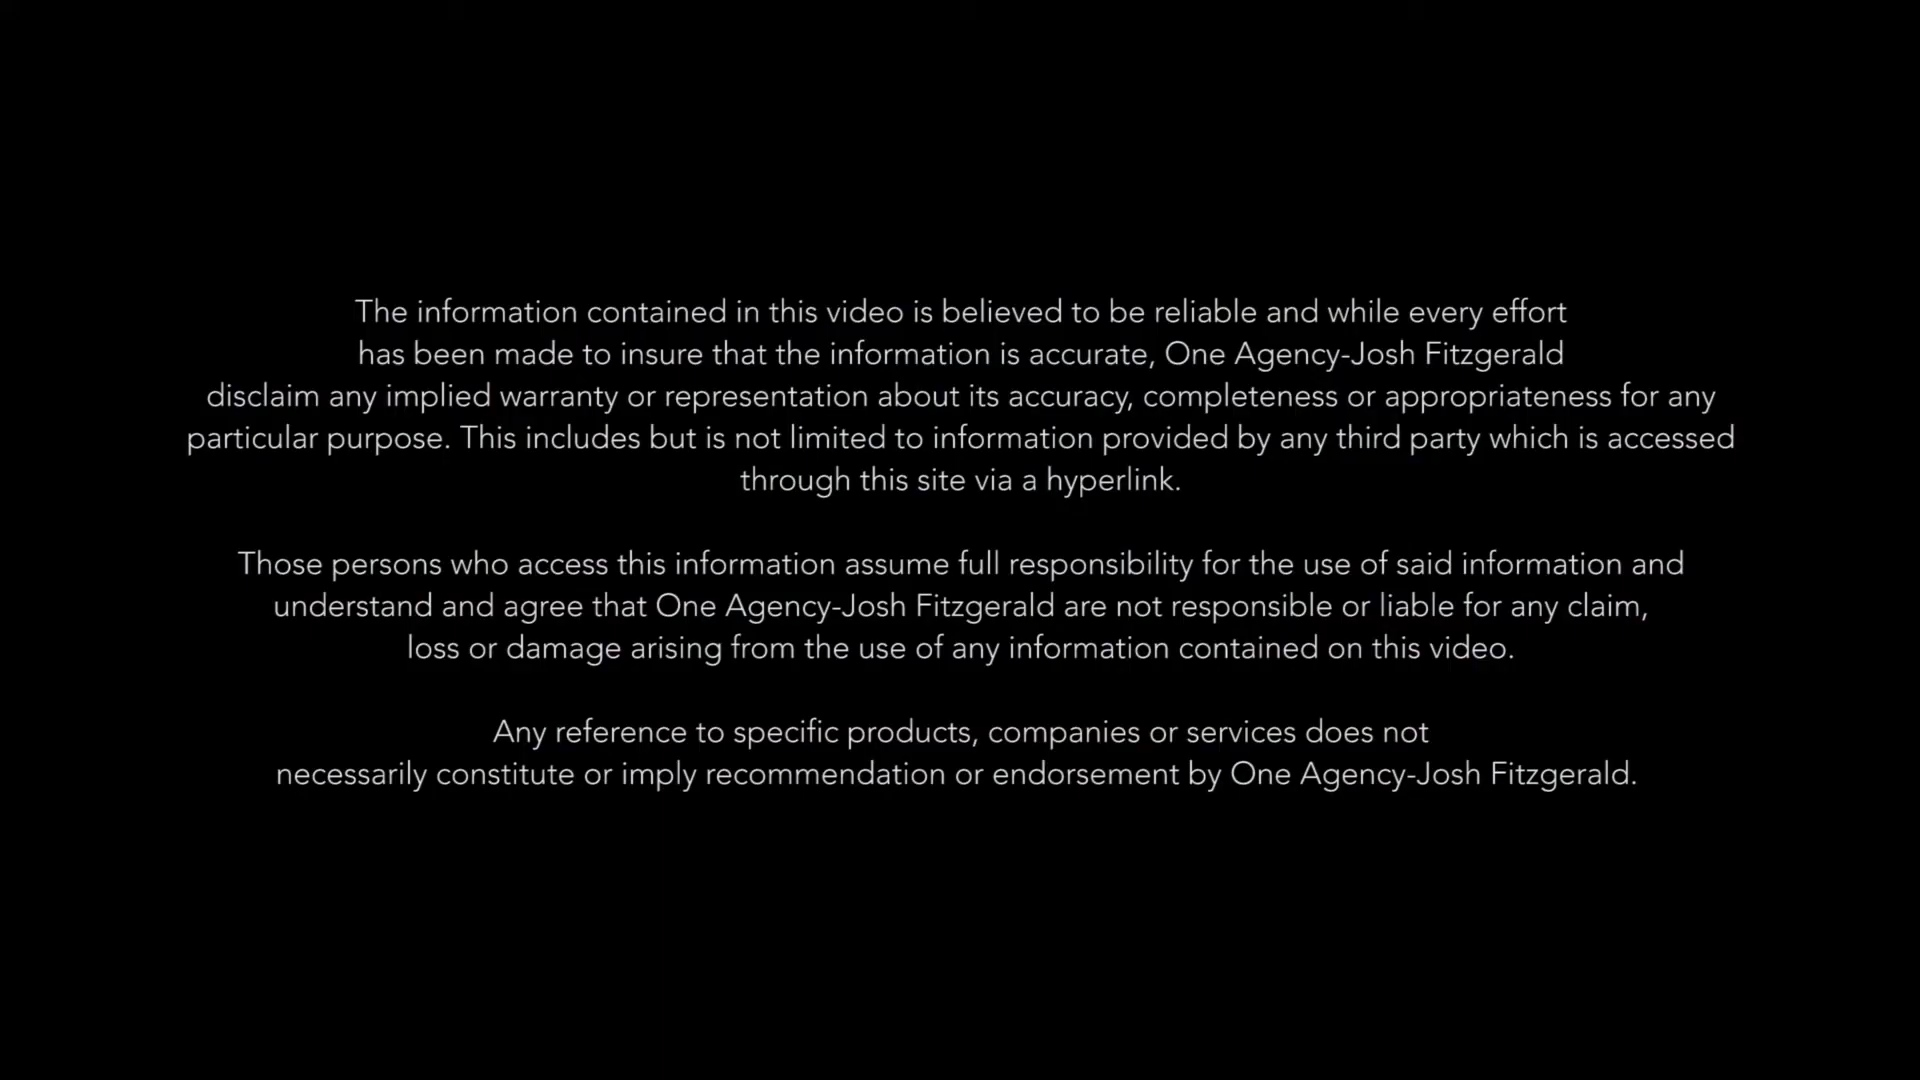 The information contained in this video is believed to be reliable and while every effort
has been made to insure that the information is accurate, One Agency-Josh Fitzgerald
disclaim any implied warranty or representation about its accuracy, completeness or appropriateness for any
particular purpose. This includes but is not limited to information provided by any third party which is accessed
through this site via a hyperlink.
Those persons who access this information assume full responsibility for the use of said information and
understand and agree that One Agency-Josh Fitzgerald are not responsible or liable for any claim,
loss or damage arising from the use of any information contained on this video.
Any reference to specific products, companies or services does not
necessarily constitute or imply recommendation or endorsement by One Agency-Josh Fitzgerald.